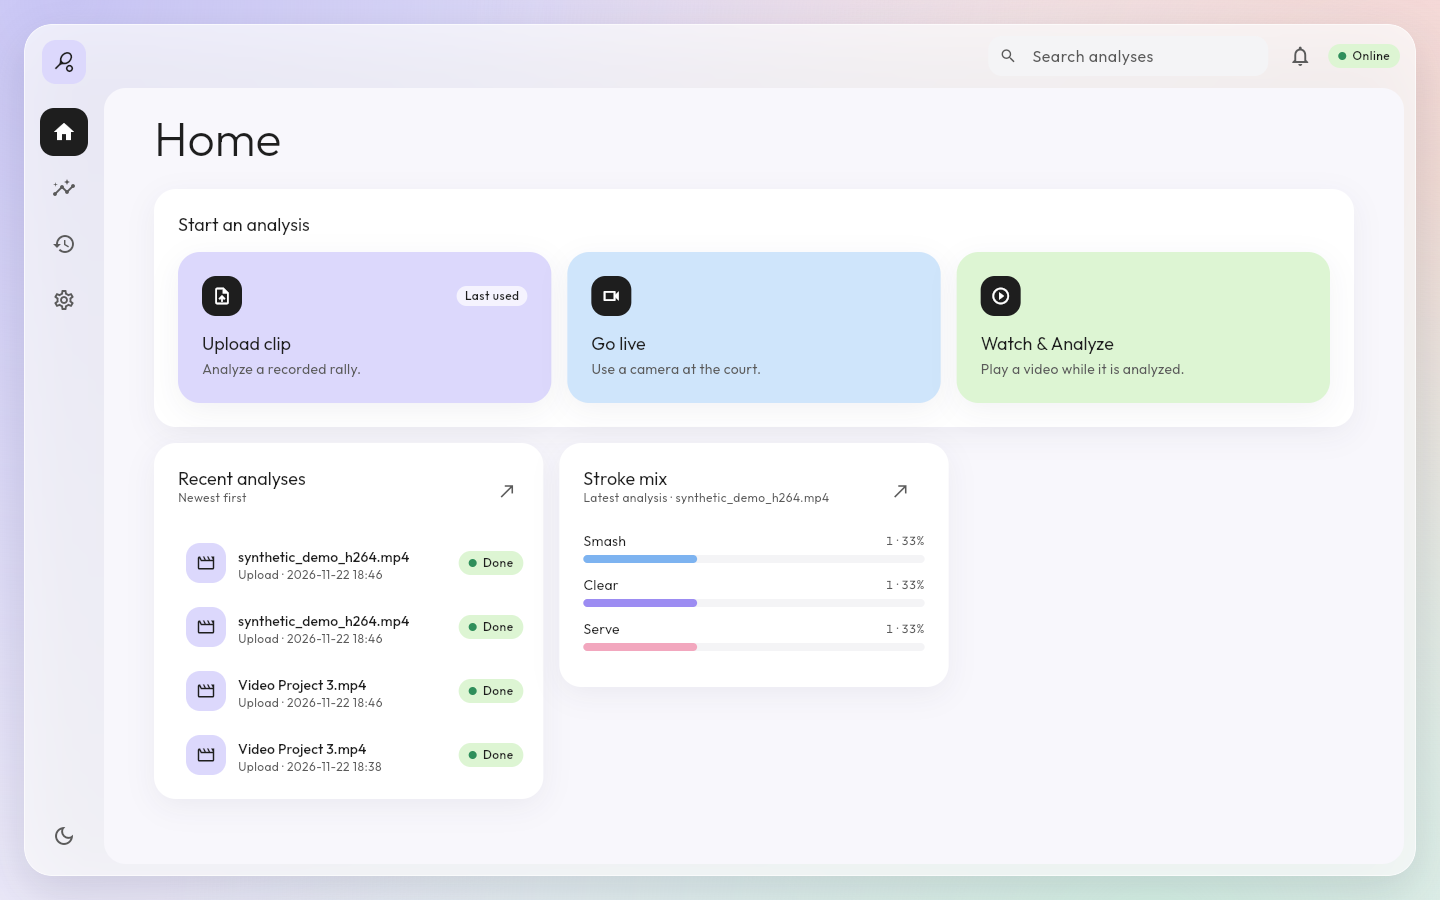 Search analyses
Online
Home
Start an analysis
Last used
Upload clip
Analyze a recorded rally.
Go live
Use a camera at the court.
Watch & Analyze
Play a video while it is analyzed.
Recent analyses
Newest first
synthetic_demo_h264.mp4
Upload · 2026-11-22 18:46
Done
synthetic_demo_h264.mp4
Upload · 2026-11-22 18:46
Done
Video Project 3.mp4
Upload · 2026-11-22 18:46
Done
Video Project 3.mp4
Upload · 2026-11-22 18:38
Done
Stroke mix
Latest analysis · synthetic_demo_h264.mp4
Smash 1 · 33%
Clear 1 · 33%
Serve 1 · 33%